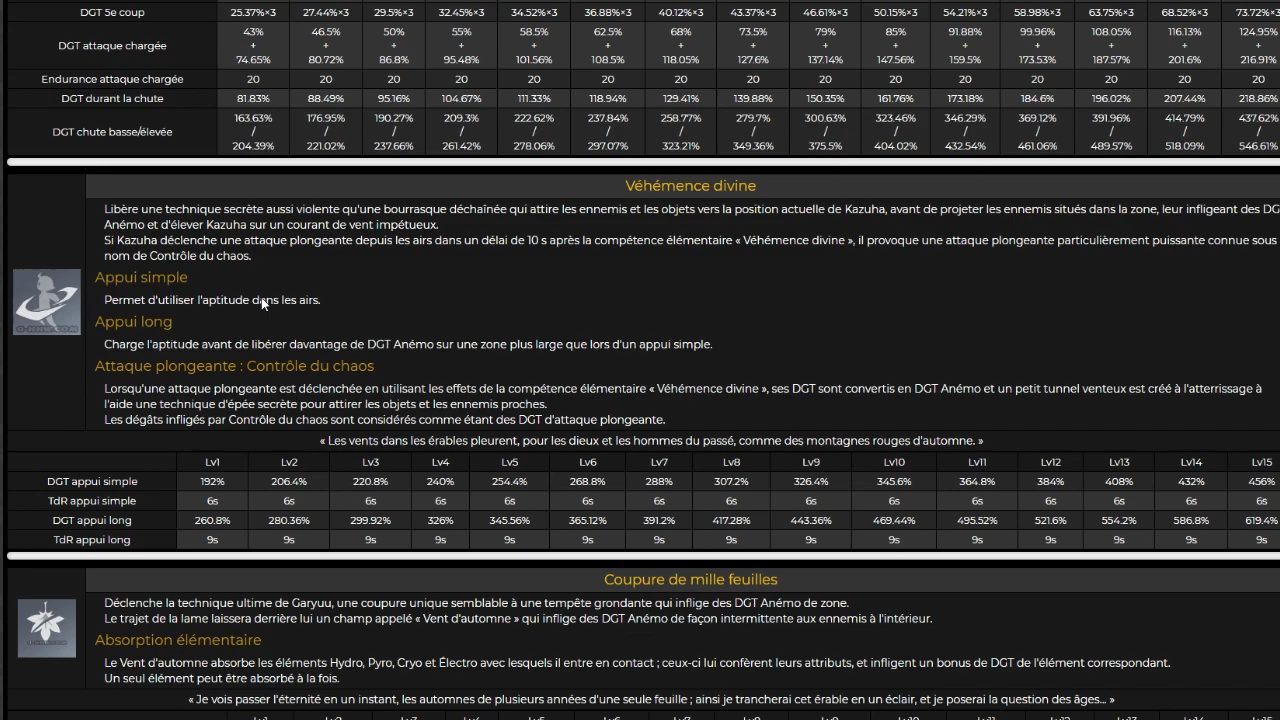 DGT 5e coup 25.37%×3 27.44%×3 29.5%×3 32.45%×3 34.52%×3 36.88%×3 40.12%×3 43.37%×3 46.61%×3 50.15%×3 54.21%×3 58.98%×3 63.75%×3 68.52%×3 73.72%×3
43% 46.5% 50% 55% 58.5% 62.5% 68% 73.5% 79% 85% 91.88% 99.96% 108.05% 116.13% 124.95%
DGT attaque chargée + + + + + + + + + + + + + + +
74.65% 80.72% 86.8% 95.48% 101.56% 108.5% 118.05% 127.6% 137.14% 147.56% 159.5% 173.53% 187.57% 201.6% 216.91%
Endurance attaque chargée 20 20 20 20 20 20 20 20 20 20 20 20 20 20 20
DGT durant la chute 81.83% 88.49% 95.16% 104.67% 111.33% 118.94% 129.41% 139.88% 150.35% 161.76% 173.18% 184.6% 196.02% 207.44% 218.86%
163.63% 176.95% 190.27% 209.3% 222.62% 237.84% 258.77% 279.7% 300.63% 323.46% 346.29% 369.12% 391.96% 414.79% 437.62%
DGT chute basse/élevée / / / / / / / / / / / / / / /
204.39% 221.02% 237.66% 261.42% 278.06% 297.07% 323.21% 349.36% 375.5% 404.02% 432.54% 461.06% 489.57% 518.09% 546.61%
Véhémence divine
Libère une technique secrète aussi violente qu'une bourrasque déchaînée qui attire les ennemis et les objets vers la position actuelle de Kazuha, avant de projeter les ennemis situés dans la zone, leur infligeant des DG
Anémo et d'élever Kazuha sur un courant de vent impétueux.
Si Kazuha déclenche une attaque plongeante depuis les airs dans un délai de 10 s après la compétence élémentaire « Véhémence divine », il provoque une attaque plongeante particulièrement puissante connue sous
nom de Contrôle du chaos.
Appui simple
Permet d'utiliser l'aptitude dans les airs.
Appui long
Charge l'aptitude avant de libérer davantage de DGT Anémo sur une zone plus large que lors d'un appui simple.
Attaque plongeante : Contrôle du chaos
Lorsqu'une attaque plongeante est déclenchée en utilisant les effets de la compétence élémentaire « Véhémence divine », ses DGT sont convertis en DGT Anémo et un petit tunnel venteux est créé à l'atterrissage à
l'aide une technique d'épée secrète pour attirer les objets et les ennemis proches.
Les dégâts infligés par Contrôle du chaos sont considérés comme étant des DGT d'attaque plongeante.
« Les vents dans les érables pleurent, pour les dieux et les hommes du passé, comme des montagnes rouges d'automne. »
Lv1 Lv2 Lv3 Lv4 Lv5 Lv6 Lv7 Lv8 Lv9 Lv10 Lv11 Lv12 Lv13 Lv14 Lv15
DGT appui simple 192% 206.4% 220.8% 240% 254.4% 268.8% 288% 307.2% 326.4% 345.6% 364.8% 384% 408% 432% 456%
TdR appui simple 6s 6s 6s 6s 6s 6s 6s 6s 6s 6s 6s 6s 6s 6s 6s
DGT appui long 260.8% 280.36% 299.92% 326% 345.56% 365.12% 391.2% 417.28% 443.36% 469.44% 495.52% 521.6% 554.2% 586.8% 619.4%
TdR appui long 9s 9s 9s 9s 9s 9s 9s 9s 9s 9s 9s 9s 9s 9s 9s
Coupure de mille feuilles
Déclenche la technique ultime de Garyuu, une coupure unique semblable à une tempête grondante qui inflige des DGT Anémo de zone.
Le trajet de la lame laissera derrière lui un champ appelé « Vent d'automne » qui inflige des DGT Anémo de façon intermittente aux ennemis à l'intérieur.
Absorption élémentaire
Le Vent d'automne absorbe les éléments Hydro, Pyro, Cryo et Électro avec lesquels il entre en contact ; ceux-ci lui confèrent leurs attributs, et infligent un bonus de DGT de l'élément correspondant.
Un seul élément peut être absorbé à la fois.
« Je vois passer l'éternité en un instant, les automnes de plusieurs années d'une seule feuille ; ainsi je trancherai cet érable en un éclair, et je poserai la question des âges... »